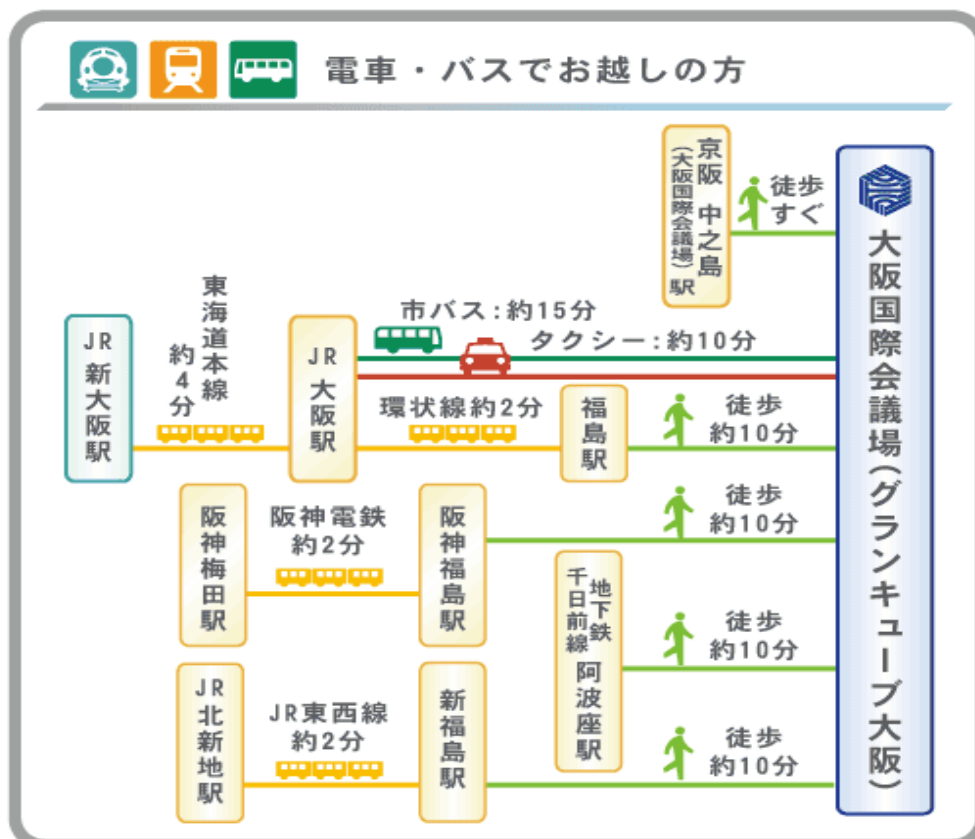 電車・バスでお越しの方
京阪 中之島
（大阪国際会議場）駅
徒歩
すぐ
大阪国際会議場（グランキューブ大阪）
東海道本線
約4分
市バス:約15分
タクシー:約10分
JR 新大阪駅
JR 大阪駅
環状線約2分
福島駅
徒歩
約10分
阪神梅田駅
阪神電鉄
約2分
阪神福島駅
徒歩
約10分
地下鉄
千日前線
阿波座駅
徒歩
約10分
JR 北新地駅
JR東西線
約2分
新福島駅
徒歩
約10分